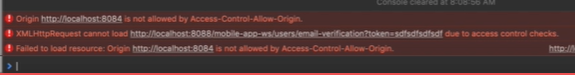 Console cleared at 8:08:56 AM
Origin http://localhost:8084 is not allowed by Access-Control-Allow-Origin.
XMLHttpRequest cannot load http://localhost:8088/mobile-app-ws/users/email-verification?token=sdfsdfsdfsdf due to access control checks.
Failed to load resource: Origin http://localhost:8084 is not allowed by Access-Control-Allow-Origin. http://l